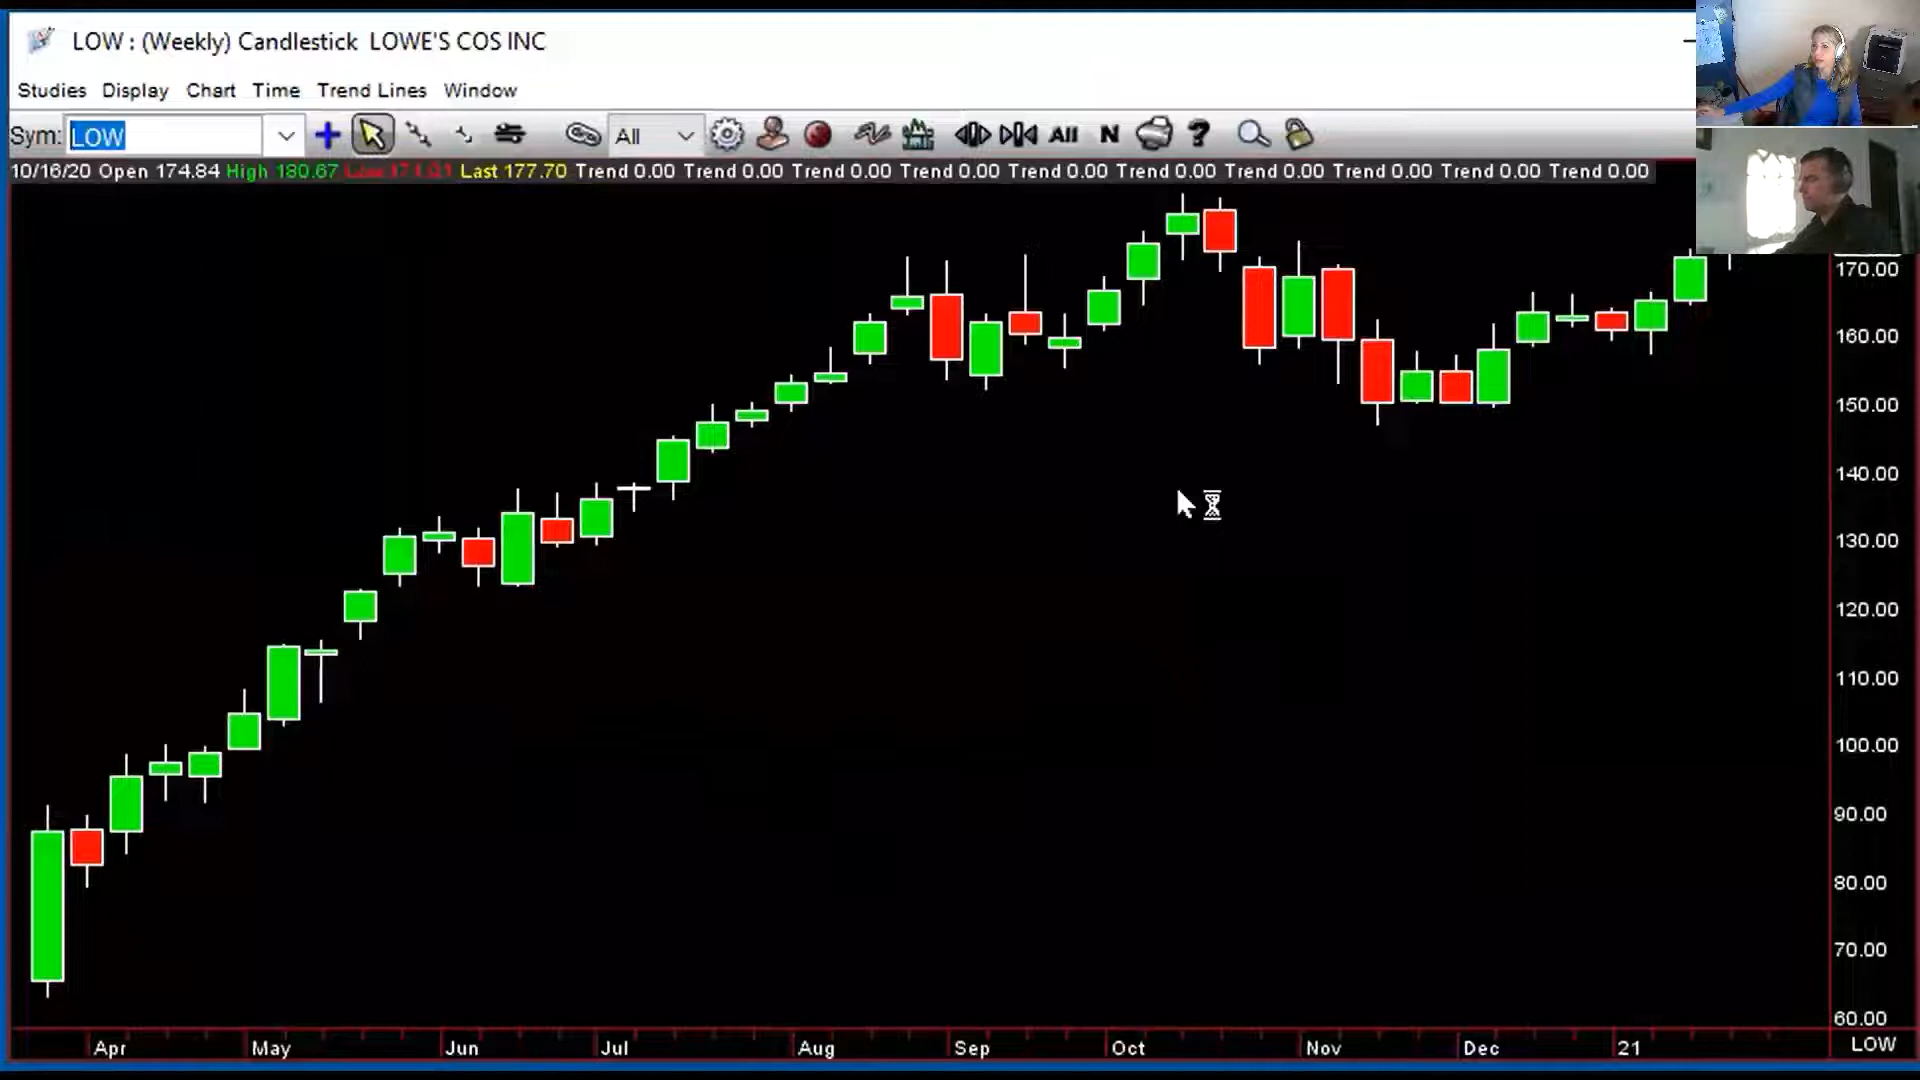 LOW : (Weekly) Candlestick LOWE'S COS INC
Studies Display Chart Time Trend Lines Window
Sym: LOW All All N ?
10/16/20 Open 174.84 High 180.67 Low 171.01 Last 177.70 Trend 0.00 Trend 0.00 Trend 0.00 Trend 0.00 Trend 0.00 Trend 0.00 Trend 0.00 Trend 0.00 Trend 0.00 Trend 0.00
170.00
160.00
150.00
140.00
130.00
120.00
110.00
100.00
90.00
80.00
70.00
60.00
Apr May Jun Jul Aug Sep Oct Nov Dec 21 LOW